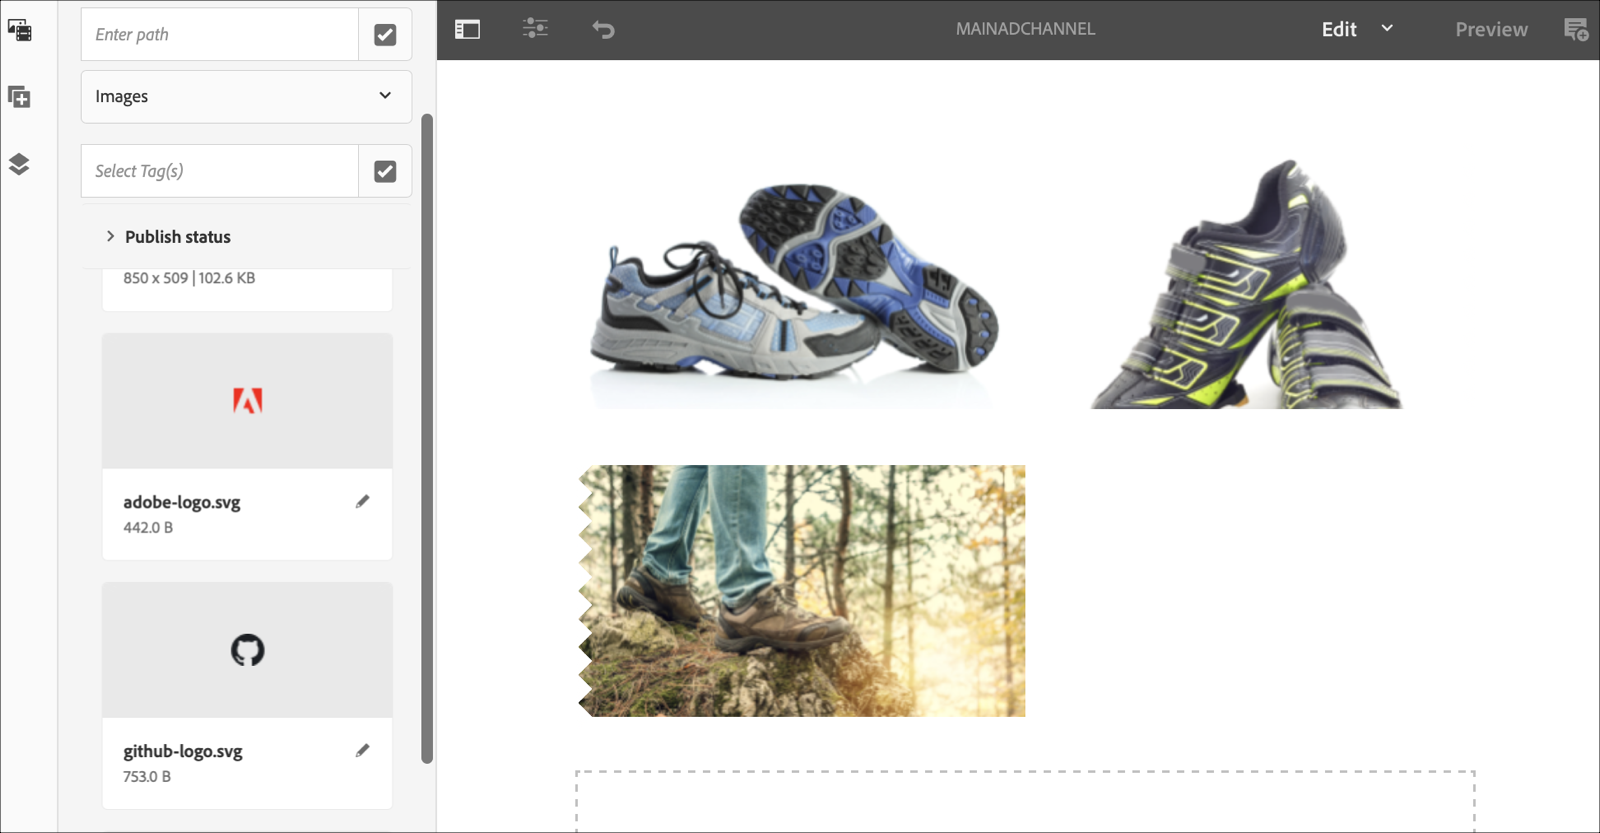 Enter path
Images
Select Tag(s)
Publish status
850 x 509 | 102.6 KB
adobe-logo.svg
442.0 B
github-logo.svg
753.0 B
MAINADCHANNEL
Edit
Preview